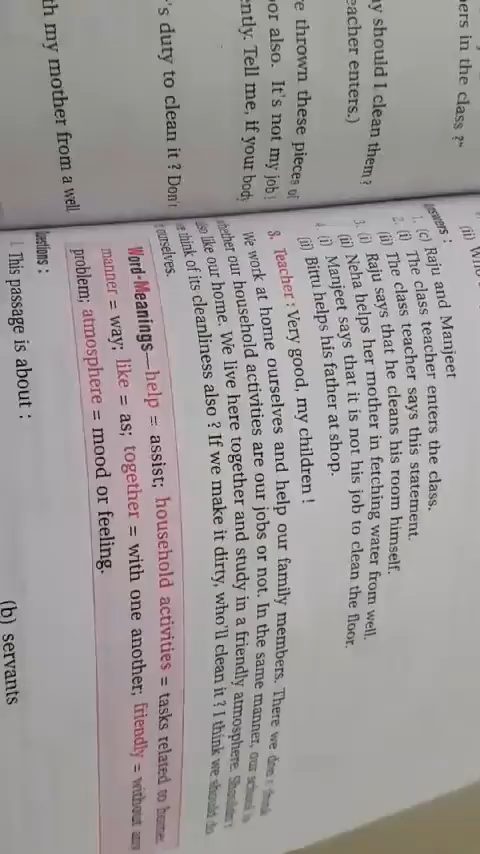 ers in the class ?"
y should I clean them ?
eacher enters.)
e thrown these pieces of
or also. It's not my job !
ently. Tell me, if your body
's duty to clean it ? Don't
th my mother from a well
(ii)
Answers :
1. (c) Raju and Manjeet
2. (i) The class teacher enters the class.
(ii) The class teacher says this statement.
3. (i) Raju says that he cleans his room himself.
(ii) Neha helps her mother in fetching water from well.
4. (i) Manjeet says that it is not his job to clean the floor.
(ii) Bittu helps his father at shop.
3. Teacher : Very good, my children !
We work at home ourselves and help our family members. There we don't think
whether our household activities are our jobs or not. In the same manner, our school is
also like our home. We live here together and study in a friendly atmosphere. Shouldn't
we think of its cleanliness also ? If we make it dirty, who'll clean it ? I think we should do
it ourselves.
Word-Meanings—help = assist; household activities = tasks related to home;
manner = way; like = as; together = with one another; friendly = without any
problem; atmosphere = mood or feeling.
Questions :
1. This passage is about :
(b) servants